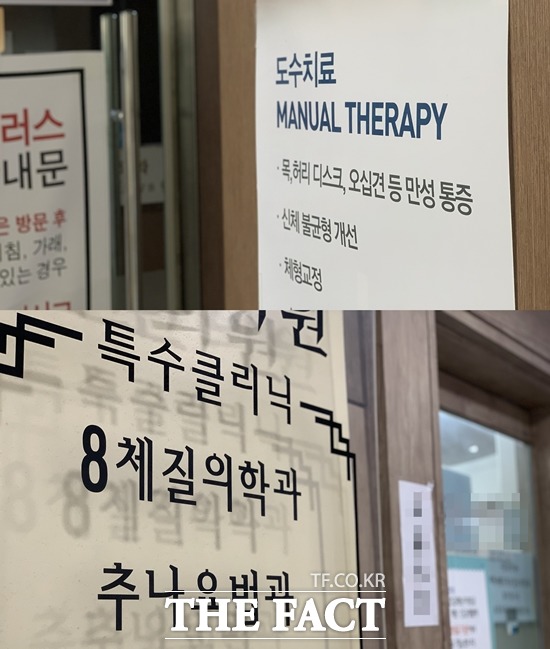 도수치료
MANUAL THERAPY
· 목,허리 디스크, 오십견 등 만성 통증
· 신체 불균형 개선
· 체형교정
러스
내문
은 방문 후
침, 가래,
있는 경우
원
특수클리닉
8체질의학과
추나요법과
TF.CO.KR
THE FACT